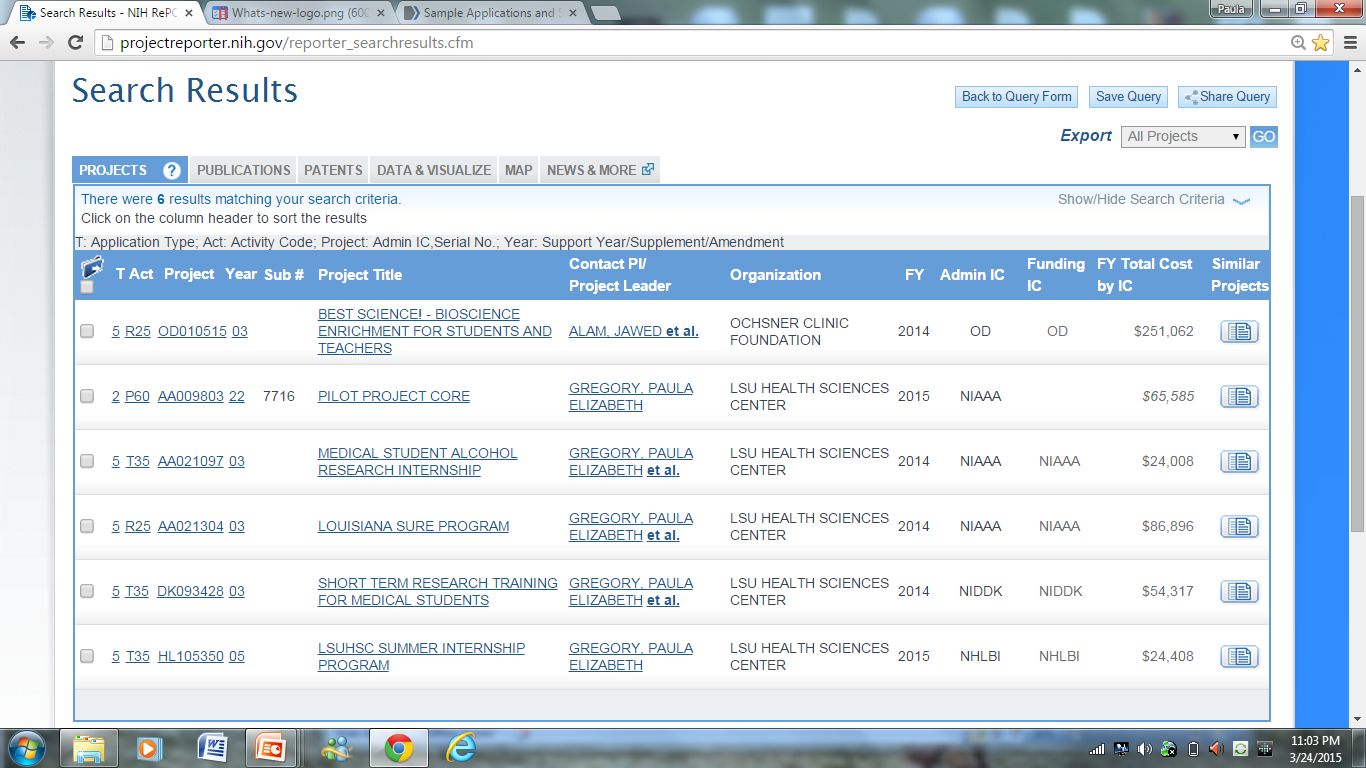 Search Results - NIH RePO
Whats-new-logo.png (600
Sample Applications and S
Paula
projectreporter.nih.gov/reporter_searchresults.cfm
Search Results
Back to Query Form
Save Query
Share Query
Export
All Projects
GO
PROJECTS ?
PUBLICATIONS
PATENTS
DATA & VISUALIZE
MAP
NEWS & MORE
There were 6 results matching your search criteria.
Show/Hide Search Criteria
Click on the column header to sort the results
T: Application Type; Act: Activity Code; Project: Admin IC,Serial No.; Year: Support Year/Supplement/Amendment
T Act Project Year Sub # Project Title Contact PI/ Organization FY Admin IC Funding FY Total Cost Similar
Project Leader IC by IC Projects
BEST SCIENCE! - BIOSCIENCE
5 R25 OD010515 03 ENRICHMENT FOR STUDENTS AND ALAM, JAWED et al. OCHSNER CLINIC 2014 OD OD $251,062
TEACHERS FOUNDATION
2 P60 AA009803 22 7716 PILOT PROJECT CORE GREGORY, PAULA LSU HEALTH SCIENCES 2015 NIAAA $65,585
ELIZABETH CENTER
5 T35 AA021097 03 MEDICAL STUDENT ALCOHOL GREGORY, PAULA LSU HEALTH SCIENCES 2014 NIAAA NIAAA $24,008
RESEARCH INTERNSHIP ELIZABETH et al. CENTER
5 R25 AA021304 03 LOUISIANA SURE PROGRAM GREGORY, PAULA LSU HEALTH SCIENCES 2014 NIAAA NIAAA $86,896
ELIZABETH et al. CENTER
5 T35 DK093428 03 SHORT TERM RESEARCH TRAINING GREGORY, PAULA LSU HEALTH SCIENCES 2014 NIDDK NIDDK $54,317
FOR MEDICAL STUDENTS ELIZABETH et al. CENTER
5 T35 HL105350 05 LSUHSC SUMMER INTERNSHIP GREGORY, PAULA LSU HEALTH SCIENCES 2015 NHLBI NHLBI $24,408
PROGRAM ELIZABETH CENTER
11:03 PM
3/24/2015